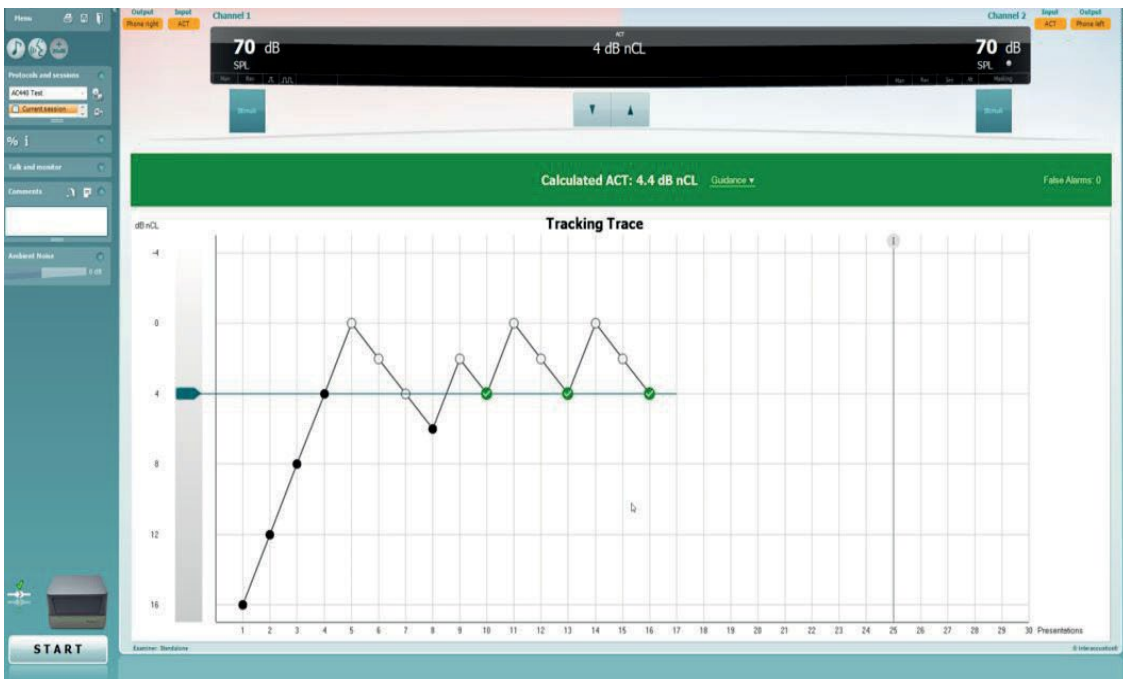 Menu
Output Input
Phone right ACT
Channel 1
Channel 2
Input Output
ACT Phone left
70 dB
SPL
ACT
4 dB nCL
70 dB
SPL
Stimuli
Stimuli
Protocols and sessions
AC440 Test
Current session
% i
Talk and monitor
Comments
Ambient Noise
Calculated ACT: 4.4 dB nCL Guidance
False Alarms: 0
dB nCL
Tracking Trace
-4
0
4
8
12
16
1 2 3 4 5 6 7 8 9 10 11 12 13 14 15 16 17 18 19 20 21 22 23 24 25 26 27 28 29 30 Presentations
START
Examiner: Standalone